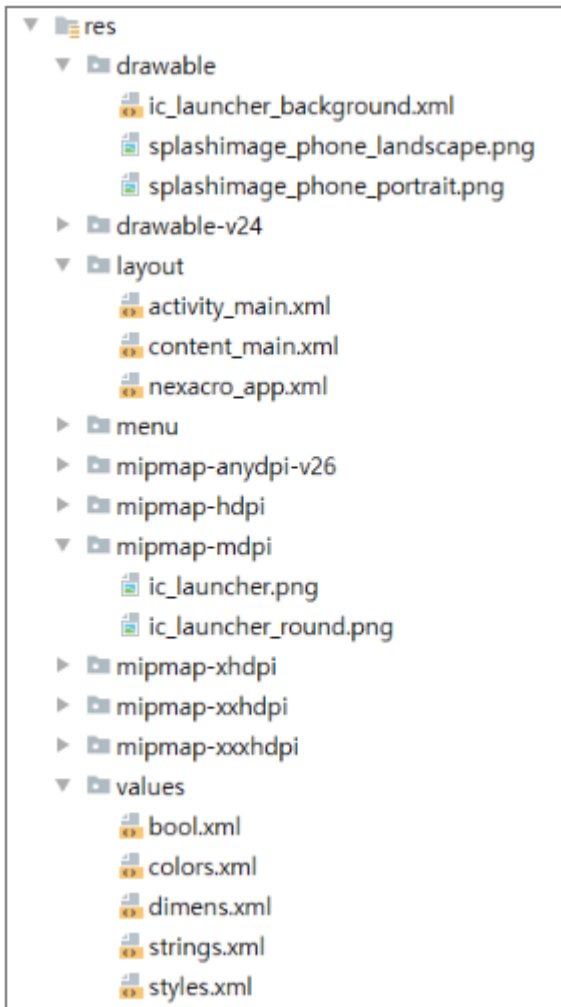 res
drawable
ic_launcher_background.xml
splashimage_phone_landscape.png
splashimage_phone_portrait.png
drawable-v24
layout
activity_main.xml
content_main.xml
nexacro_app.xml
menu
mipmap-anydpi-v26
mipmap-hdpi
mipmap-mdpi
ic_launcher.png
ic_launcher_round.png
mipmap-xhdpi
mipmap-xxhdpi
mipmap-xxxhdpi
values
bool.xml
colors.xml
dimens.xml
strings.xml
styles.xml